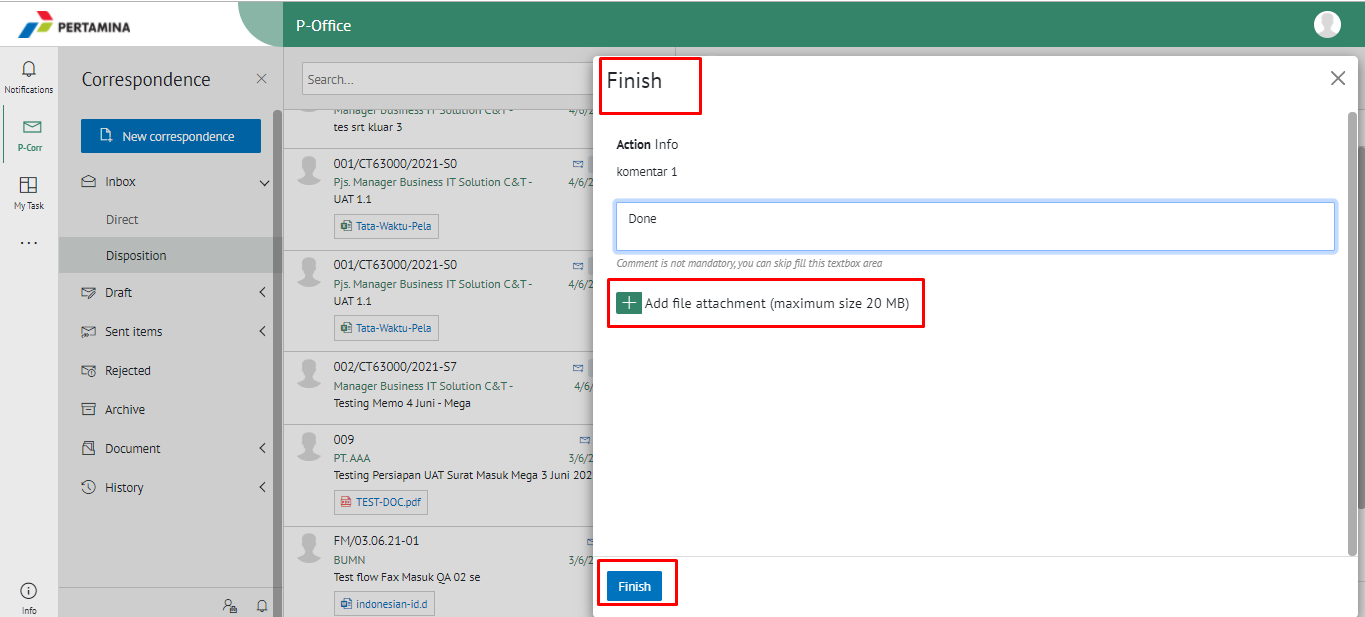 PERTAMINA
P-Office
Notifications
P-Corr
My Task
...
Info
Correspondence
New correspondence
Inbox
Direct
Disposition
Draft
Sent items
Rejected
Archive
Document
History
Search...
Manager Business IT Solution C&T -
4/6/2
tes srt kluar 3
001/CT63000/2021-S0
Pjs. Manager Business IT Solution C&T -
4/6/2
UAT 1.1
Tata-Waktu-Pela
001/CT63000/2021-S0
Pjs. Manager Business IT Solution C&T -
4/6/2
UAT 1.1
Tata-Waktu-Pela
002/CT63000/2021-S7
Manager Business IT Solution C&T -
4/6/
Testing Memo 4 Juni - Mega
009
PT. AAA
3/6/2
Testing Persiapan UAT Surat Masuk Mega 3 Juni 202
TEST-DOC.pdf
FM/03.06.21-01
BUMN
3/6/2
Test flow Fax Masuk QA 02 se
indonesian-id.d
Finish
Action Info
komentar 1
Done
Comment is not mandatory, you can skip fill this textbox area
Add file attachment (maximum size 20 MB)
Finish